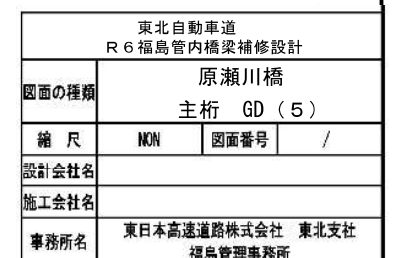 東北自動車道
R6福島管内橋梁補修設計
図面の種類
原瀬川橋
主桁 GD(5)
縮 尺 NON 図面番号 /
設計会社名
施工会社名
事務所名
東日本高速道路株式会社 東北支社
福島管理事務所